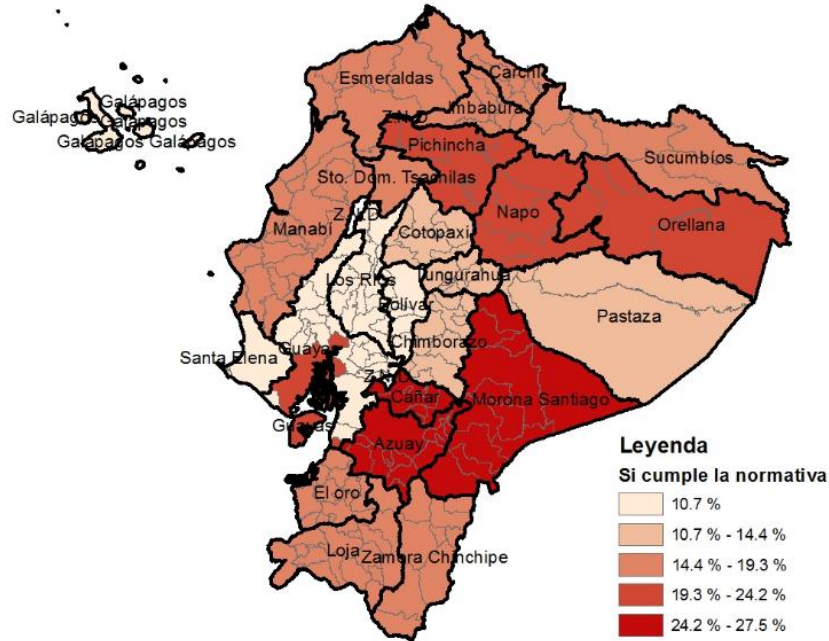 Esmeraldas
Carchi
Imbabura
Z.N.D
Galápagos
Galápagos
Galápagos
Galápagos Galápagos
Pichincha
Sucumbíos
Sto. Dom. Tsachilas
Napo
Orellana
Z.N.D
Manabí
Cotopaxi
Los Ríos
Tungurahua
Bolívar
Pastaza
Santa Elena
Guayas
Chimborazo
Z.N.D
Cañar
Morona Santiago
Guayas
Azuay
El oro
Loja
Zamora Chinchipe
Leyenda
Si cumple la normativa
10.7 %
10.7 % - 14.4 %
14.4 % - 19.3 %
19.3 % - 24.2 %
24.2 % - 27.5 %